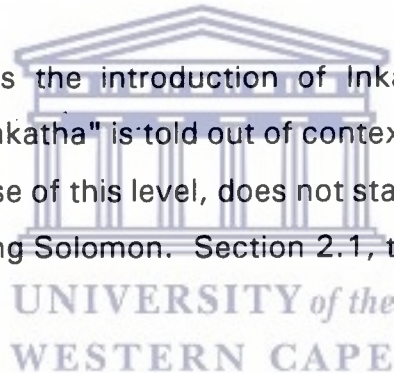 s the introduction of Inka
nkatha" is told out of contex
se of this level, does not sta
ng Solomon. Section 2.1, t
UNIVERSITY of the
WESTERN CAPE